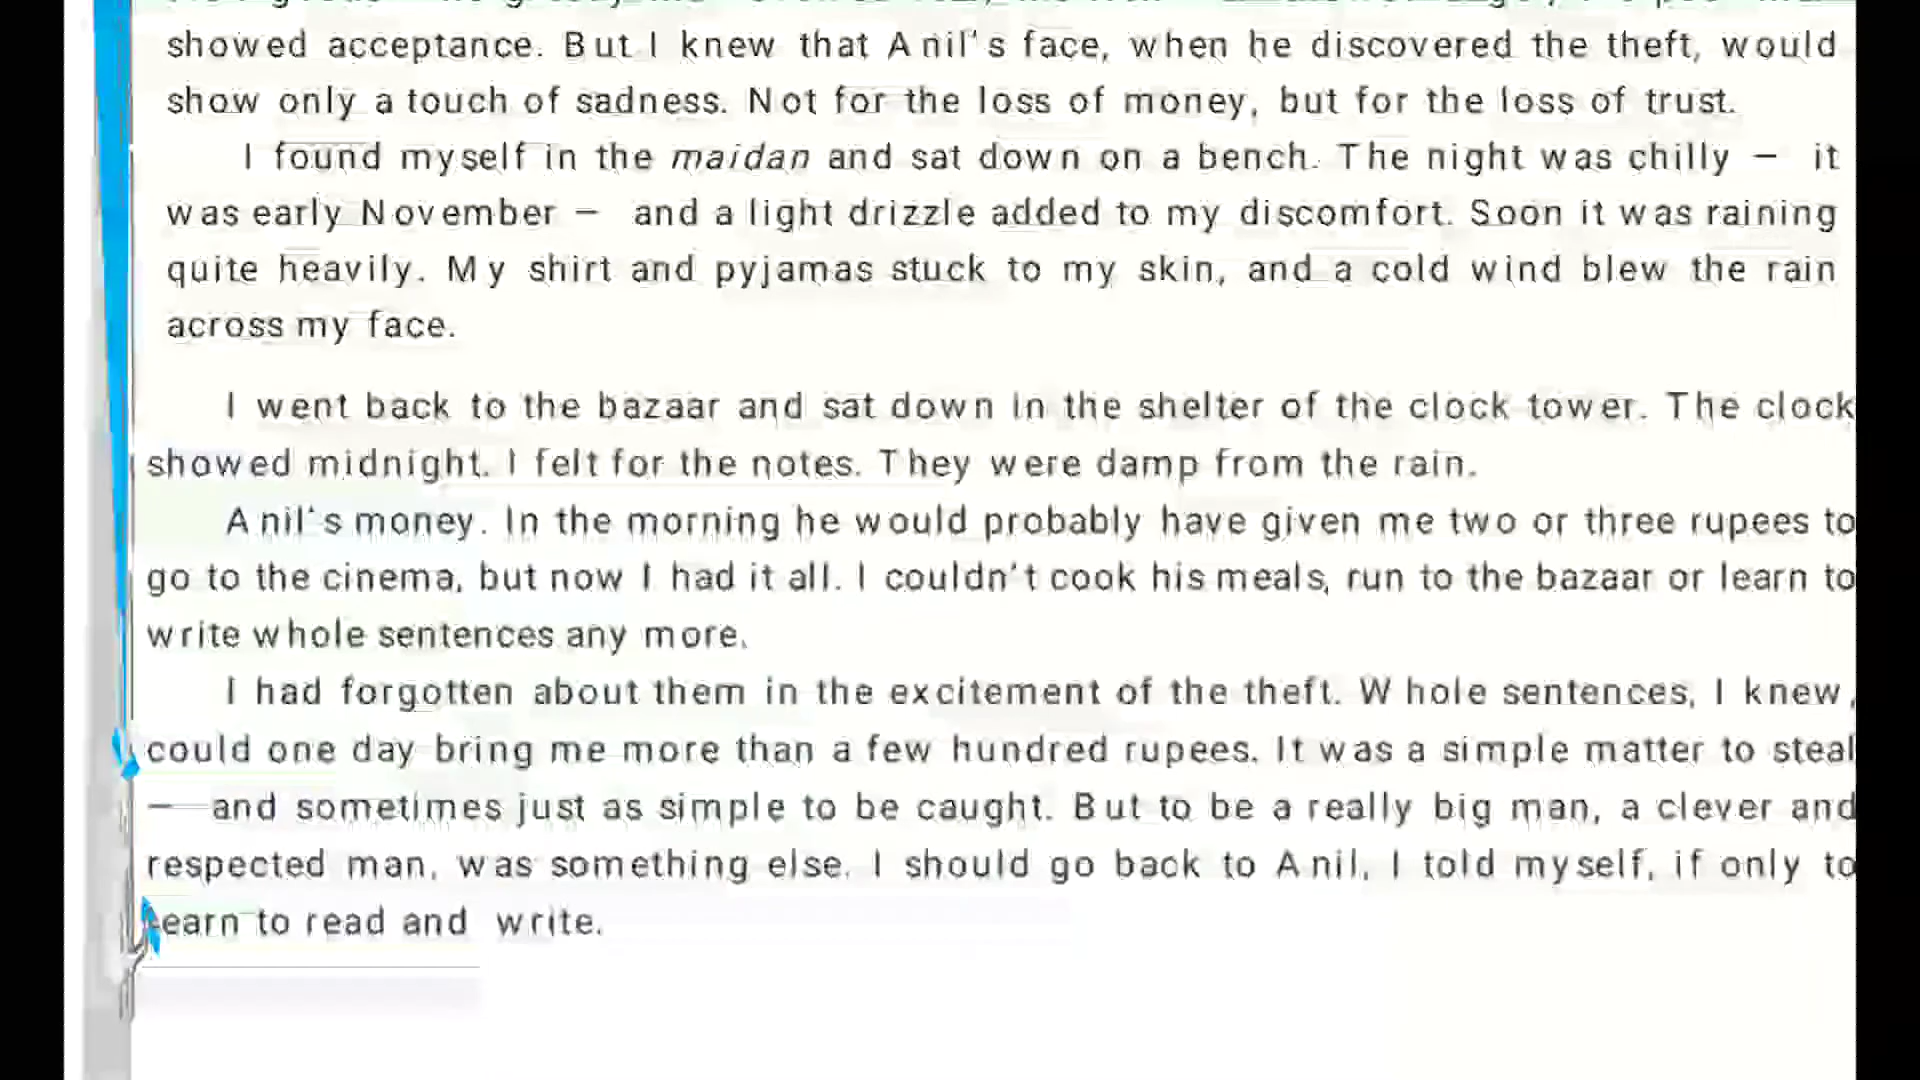 showed acceptance. But I knew that Anil's face, when he discovered the theft, would
show only a touch of sadness. Not for the loss of money, but for the loss of trust.
I found myself in the maidan and sat down on a bench. The night was chilly – it
was early November – and a light drizzle added to my discomfort. Soon it was raining
quite heavily. My shirt and pyjamas stuck to my skin, and a cold wind blew the rain
across my face.
I went back to the bazaar and sat down in the shelter of the clock tower. The clock
showed midnight. I felt for the notes. They were damp from the rain.
Anil's money. In the morning he would probably have given me two or three rupees to
go to the cinema, but now I had it all. I couldn't cook his meals, run to the bazaar or learn to
write whole sentences any more.
I had forgotten about them in the excitement of the theft. Whole sentences, I knew,
could one day bring me more than a few hundred rupees. It was a simple matter to steal
— and sometimes just as simple to be caught. But to be a really big man, a clever and
respected man, was something else. I should go back to Anil, I told myself, if only to
learn to read and write.